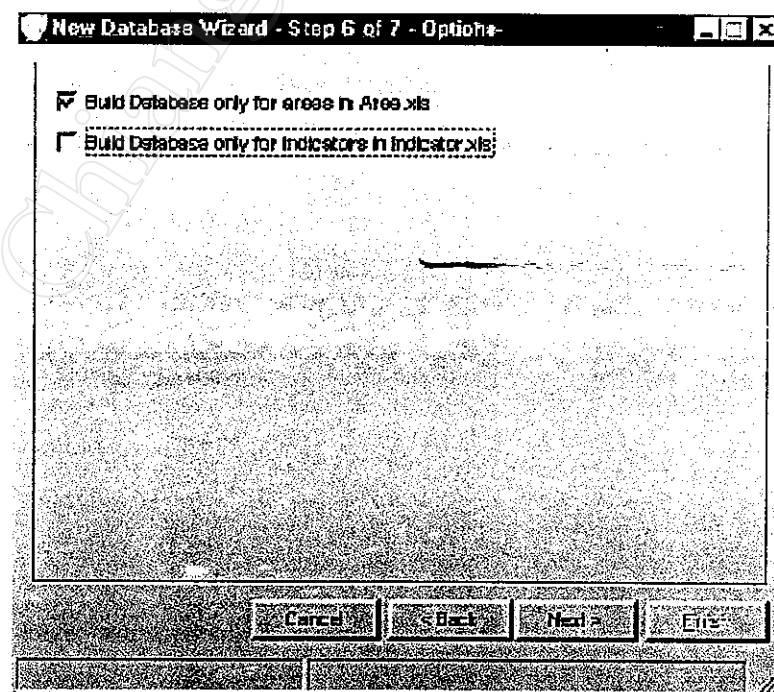 New Database Wizard - Step 6 of 7 - Options-
Build Database only for areas in Area.xls
Build Database only for Indicators in Indicator.xls
Cancel
< Back
Next >
Chiang